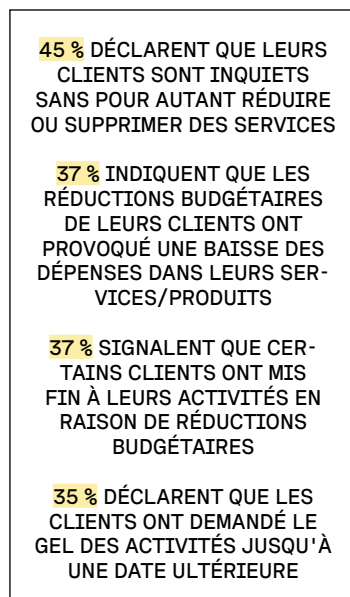 45 % DÉCLARENT QUE LEURS
CLIENTS SONT INQUIETS
SANS POUR AUTANT RÉDUIRE
OU SUPPRIMER DES SERVICES
37 % INDIQUENT QUE LES
RÉDUCTIONS BUDGÉTAIRES
DE LEURS CLIENTS ONT
PROVOQUÉ UNE BAISSE DES
DÉPENSES DANS LEURS SER-
VICES/PRODUITS
37 % SIGNALENT QUE CER-
TAINS CLIENTS ONT MIS
FIN À LEURS ACTIVITÉS EN
RAISON DE RÉDUCTIONS
BUDGÉTAIRES
35 % DÉCLARENT QUE LES
CLIENTS ONT DEMANDÉ LE
GEL DES ACTIVITÉS JUSQU'À
UNE DATE ULTÉRIEURE